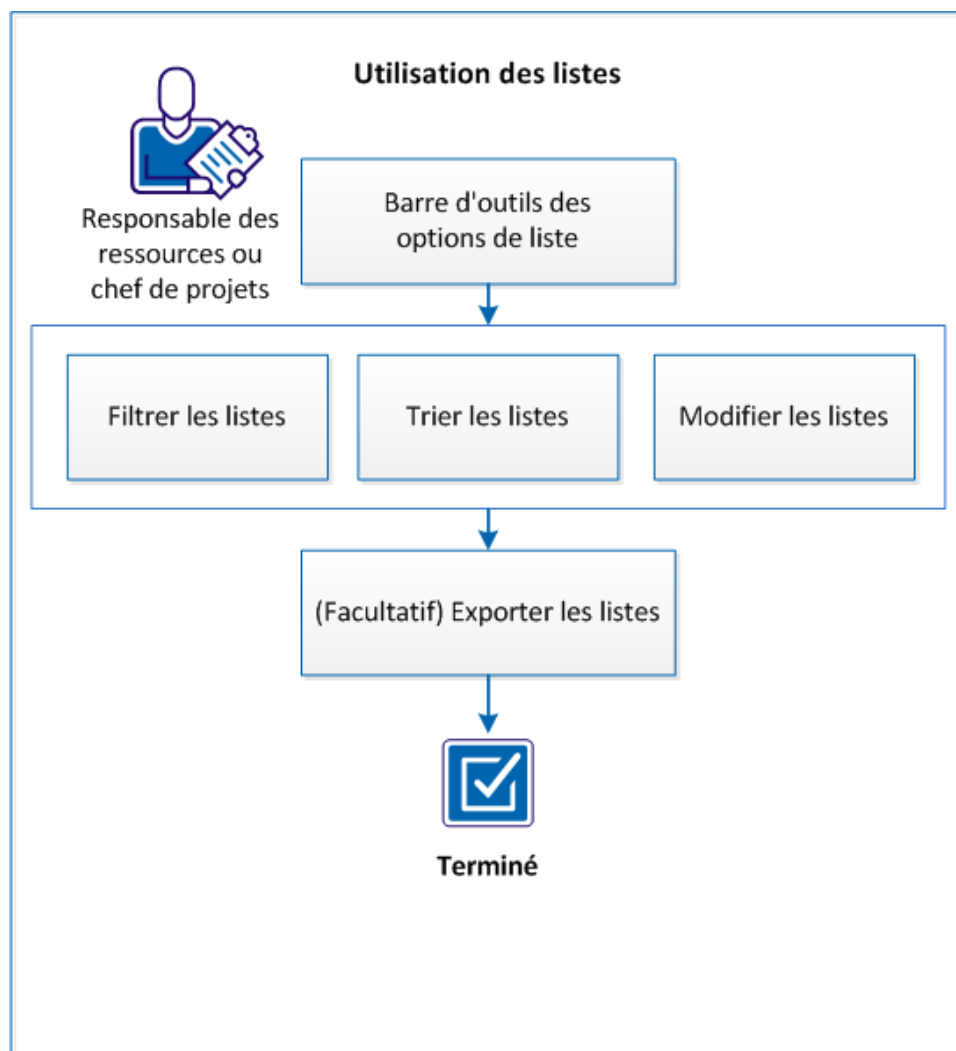 Utilisation des listes
Responsable des
ressources ou
chef de projets
Barre d'outils des
options de liste
Filtrer les listes
Trier les listes
Modifier les listes
(Facultatif) Exporter les listes
Terminé